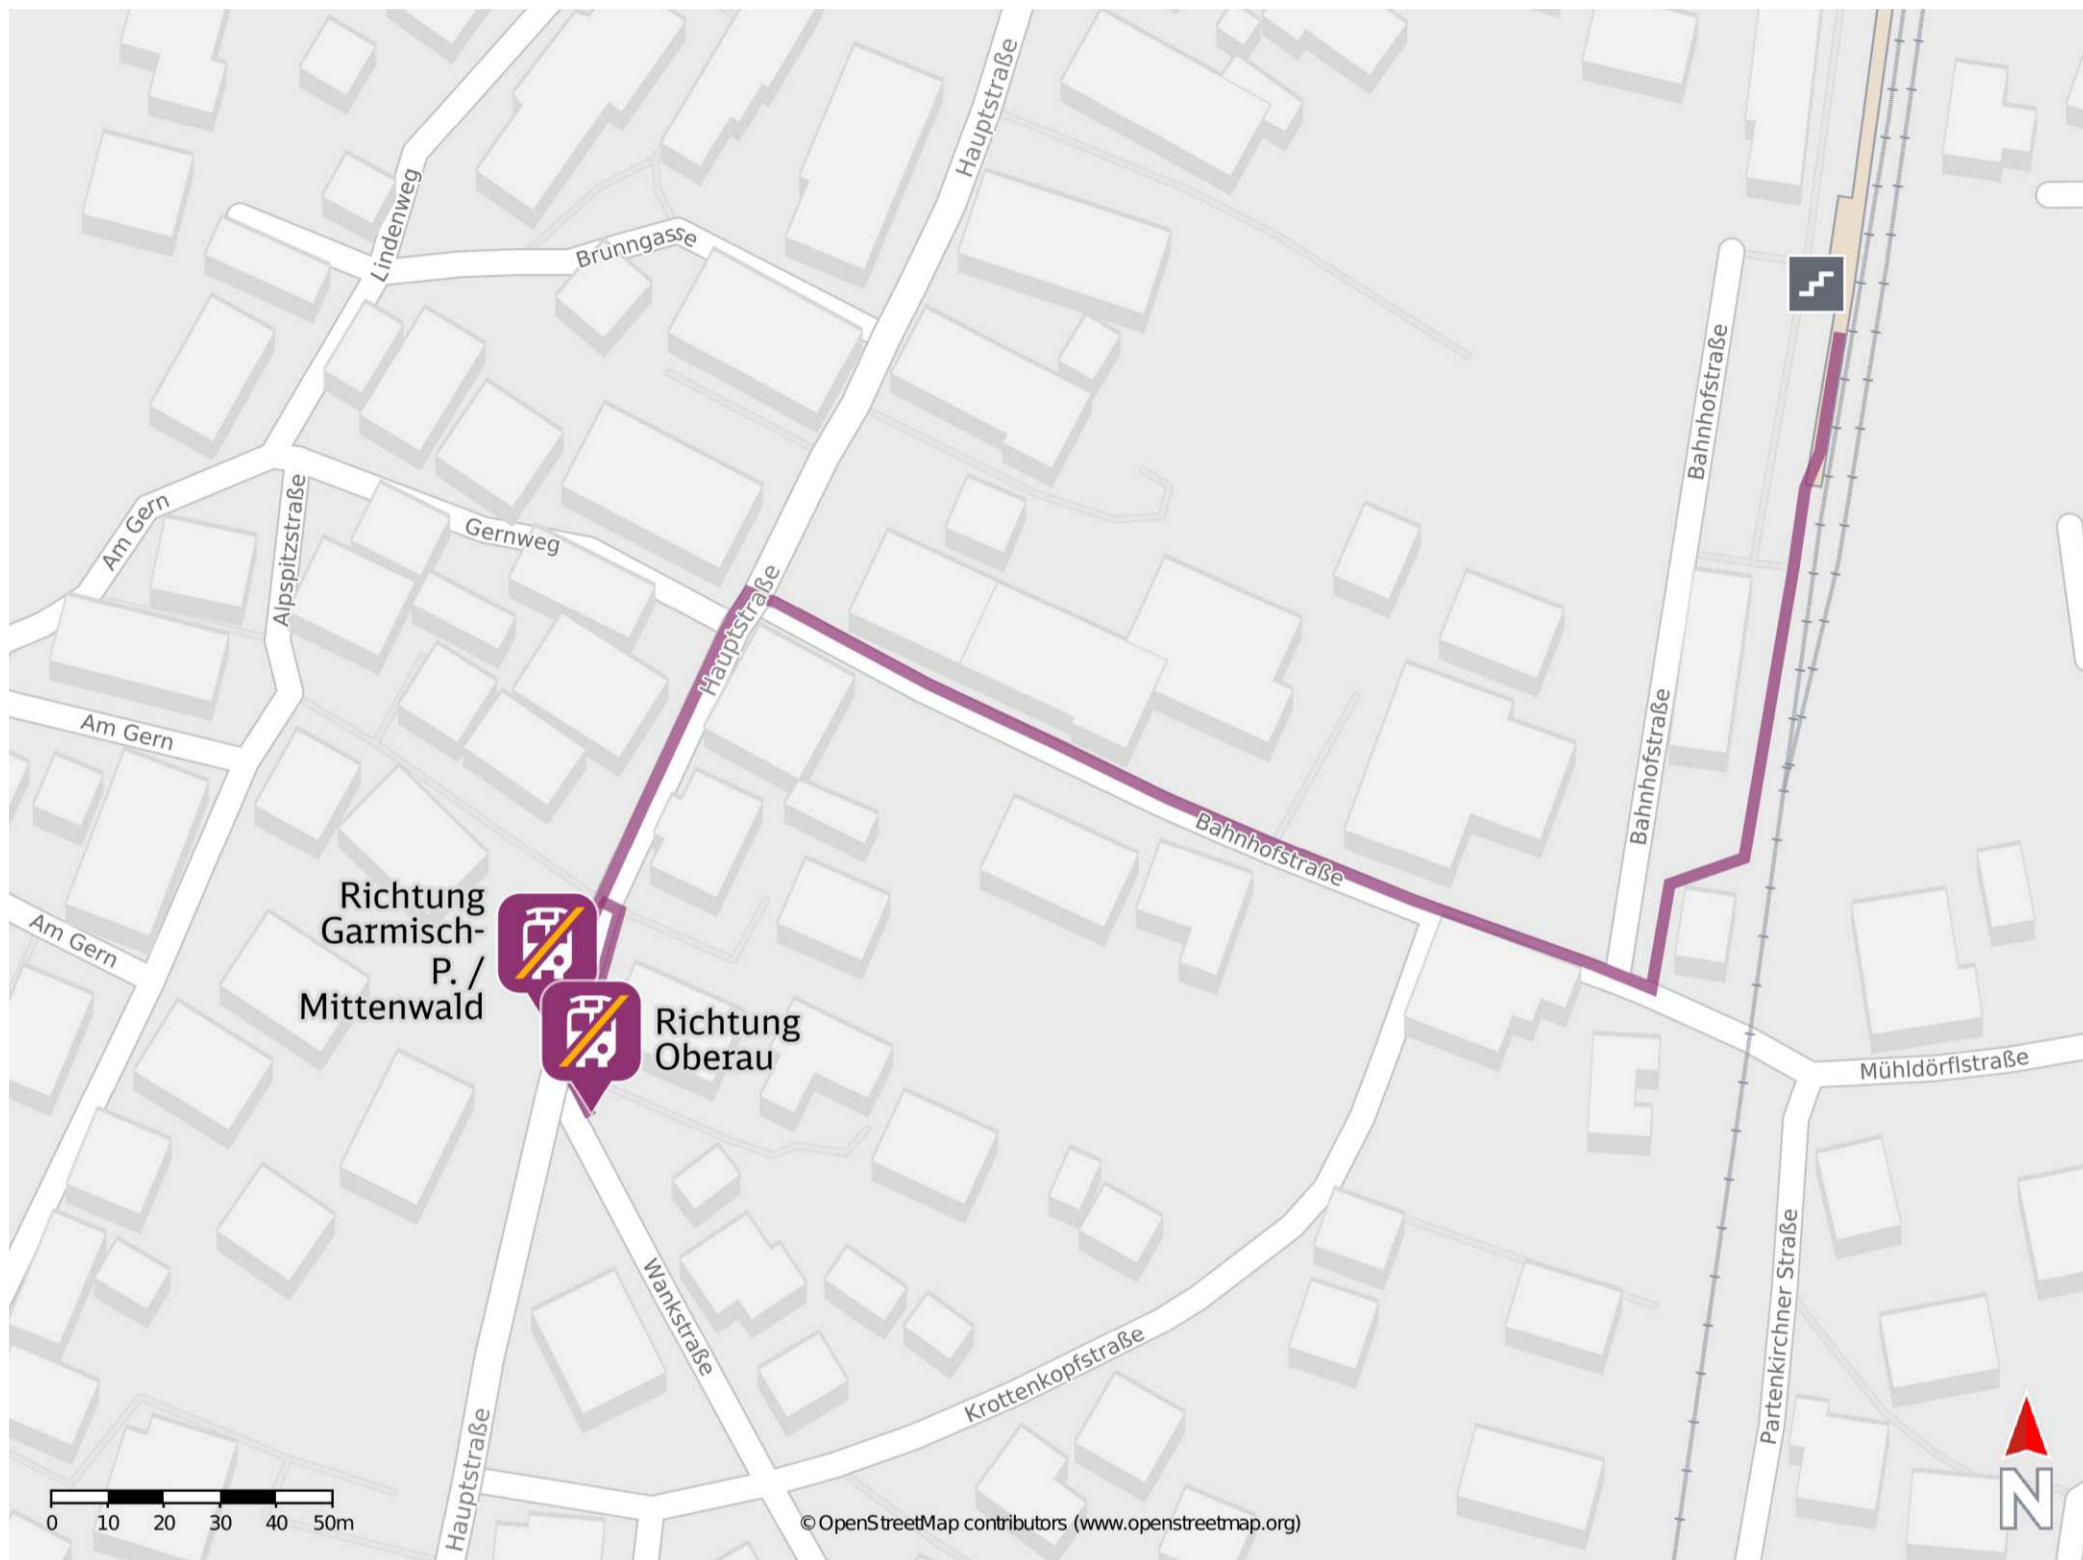 Hauptstraße
Lindenweg
Brunngasse
Bahnhofstraße
Am Gern
Alpspitzstraße
Gernweg
Hauptstraße
Am Gern
Bahnhofstraße
Bahnhofstraße
Richtung
Garmisch-
P. /
Mittenwald
Am Gern
Richtung
Oberau
Mühldörflstraße
Wankstraße
Krottenkopfstraße
Partenkirchner Straße
Hauptstraße
N
0 10 20 30 40 50m
© OpenStreetMap contributors (www.openstreetmap.org)